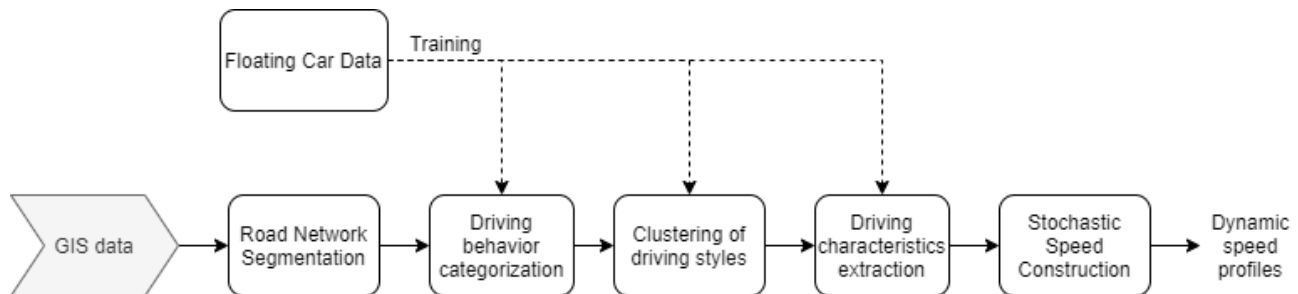 Floating Car Data
Training
GIS data
Road Network
Segmentation
Driving
behavior
categorization
Clustering of
driving styles
Driving
characteristics
extraction
Stochastic
Speed
Construction
Dynamic
speed
profiles